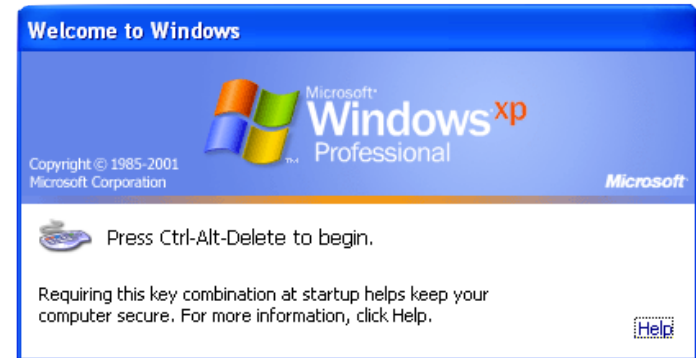 Welcome to Windows
Microsoft®
Windows xp
Professional
TM
Copyright © 1985-2001
Microsoft Corporation
Microsoft
Press Ctrl-Alt-Delete to begin.
Requiring this key combination at startup helps keep your
computer secure. For more information, click Help.
Help